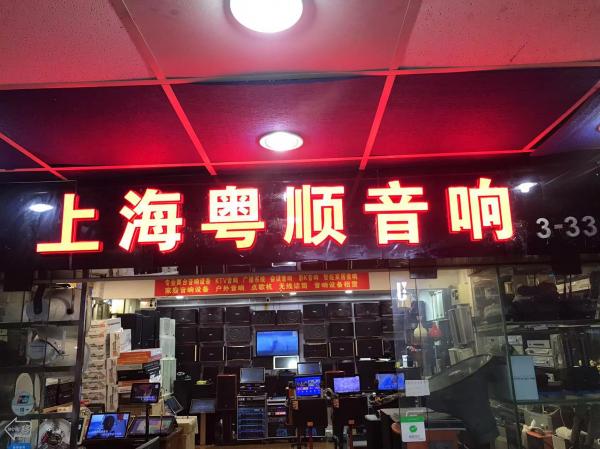 上海粤顺音响
3-33
专业舞台音响设备 KTV音响 广播系统 会议音响 BK音响 智能家居音响
家庭音响设备 户外音响 点歌机 无线话筒 音响设备租赁